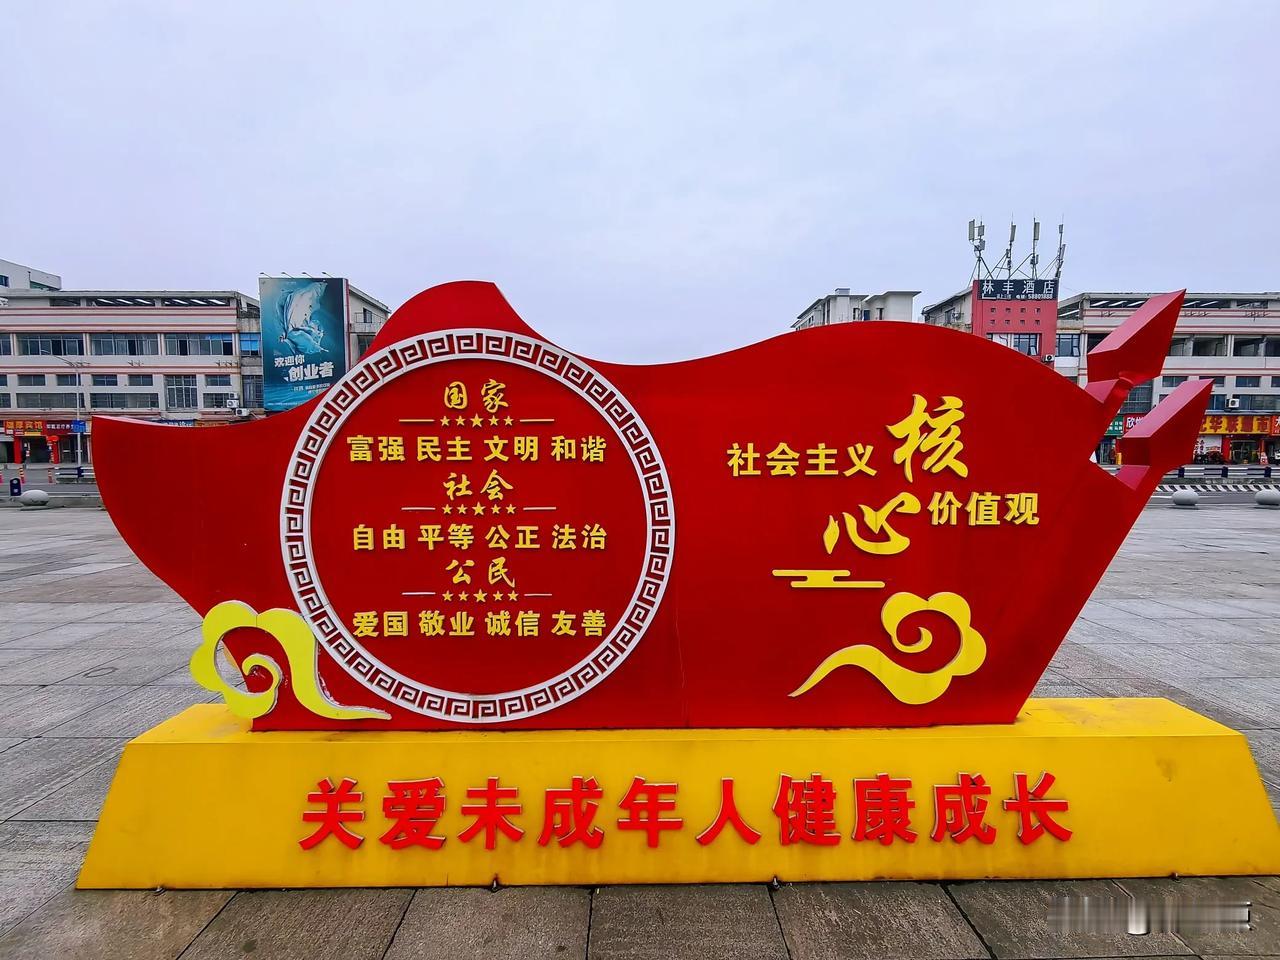 国家
富强 民主 文明 和谐
社会
自由 平等 公正 法治
公民
爱国 敬业 诚信 友善
社会主义核
心价值观
关爱未成年人健康成长
欢迎你
创业者
林丰酒店